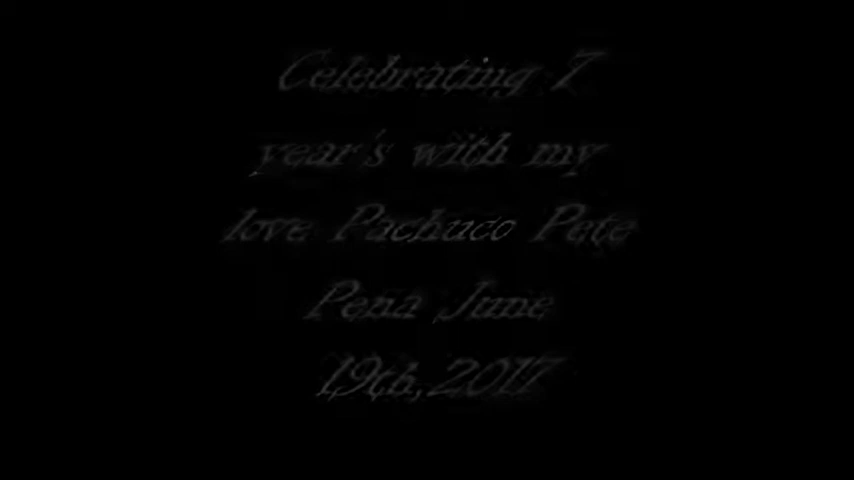 Celebrating 7
year's with my
love Pachuco Pete
Pena June
19th, 2017